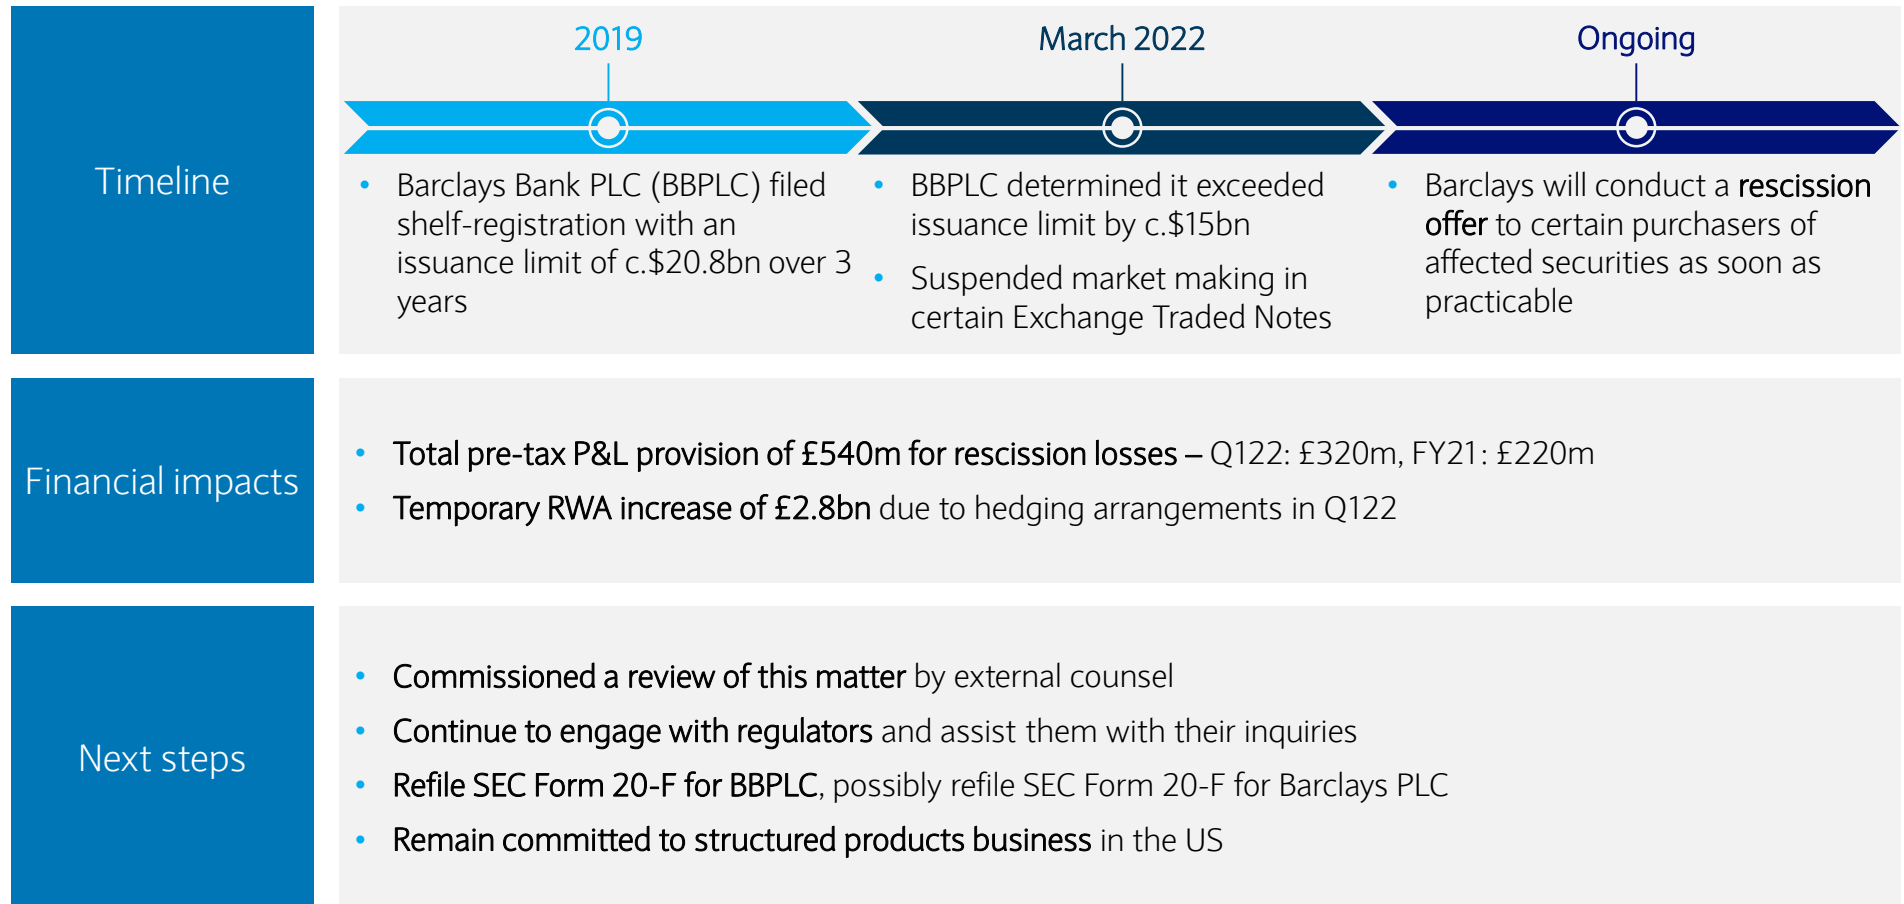 Timeline
2019
• Barclays Bank PLC (BBPLC) filed
shelf-registration with an
issuance limit of c.$20.8bn over 3
years
March 2022
• BBPLC determined it exceeded
issuance limit by c.$15bn
• Suspended market making in
certain Exchange Traded Notes
Ongoing
• Barclays will conduct a rescission
offer to certain purchasers of
affected securities as soon as
practicable
Financial impacts
• Total pre-tax P&L provision of £540m for rescission losses – Q122: £320m, FY21: £220m
• Temporary RWA increase of £2.8bn due to hedging arrangements in Q122
Next steps
• Commissioned a review of this matter by external counsel
• Continue to engage with regulators and assist them with their inquiries
• Refile SEC Form 20-F for BBPLC, possibly refile SEC Form 20-F for Barclays PLC
• Remain committed to structured products business in the US